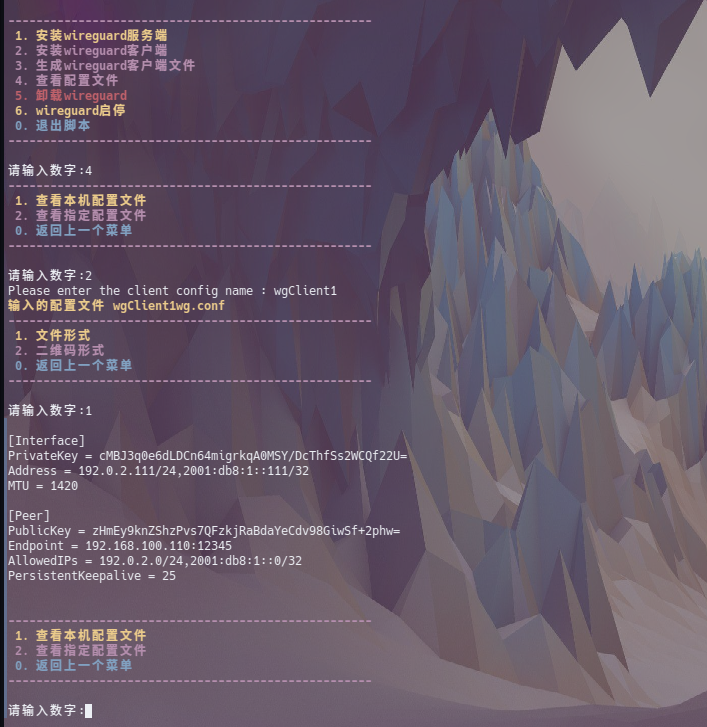 ------------------------------------------------------
1. 安装wireguard服务端
2. 安装wireguard客户端
3. 生成wireguard客户端文件
4. 查看配置文件
5. 卸载wireguard
6. wireguard启停
0. 退出脚本
------------------------------------------------------
请输入数字:4
------------------------------------------------------
1. 查看本机配置文件
2. 查看指定配置文件
0. 返回上一个菜单
------------------------------------------------------
请输入数字:2
Please enter the client config name : wgClient1
输入的配置文件 wgClient1wg.conf
------------------------------------------------------
1. 文件形式
2. 二维码形式
0. 返回上一个菜单
------------------------------------------------------
请输入数字:1
[Interface]
PrivateKey = cMBJ3q0e6dLDCn64migrkqA0MSY/DcThfSs2WCQf22U=
Address = 192.0.2.111/24,2001:db8:1::111/32
MTU = 1420
[Peer]
PublicKey = zHmEy9knZShzPvs7QFzkjRaBdaYeCdv98GiwSf+2phw=
Endpoint = 192.168.100.110:12345
AllowedIPs = 192.0.2.0/24,2001:db8:1::0/32
PersistentKeepalive = 25
------------------------------------------------------
1. 查看本机配置文件
2. 查看指定配置文件
0. 返回上一个菜单
------------------------------------------------------
请输入数字: